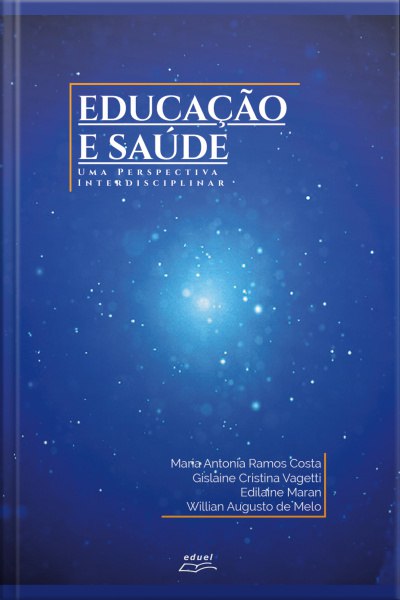 EDUCAÇÃO
E SAÚDE
Uma Perspectiva
Interdisciplinar
Maria Antonia Ramos Costa
Gislaine Cristina Vagetti
Edilaine Maran
Willian Augusto de Melo
eduel